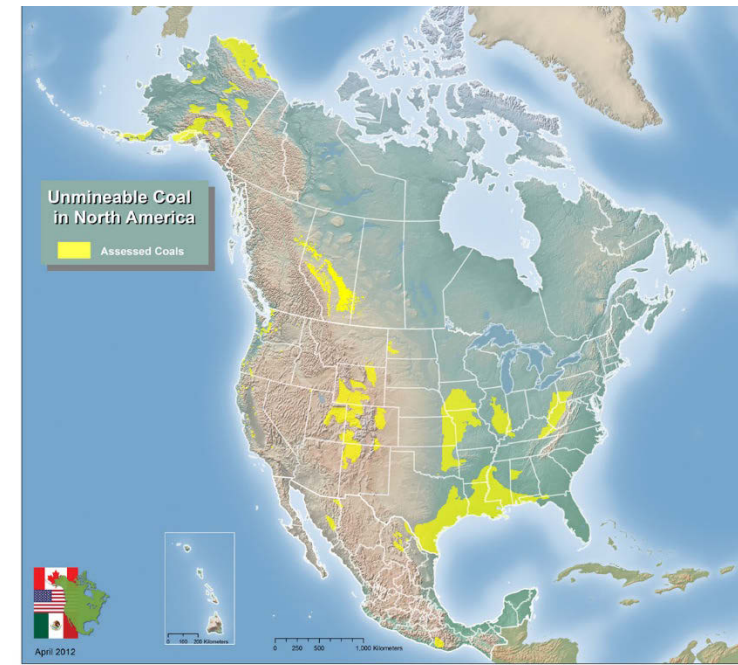 Unmineable Coal
in North America
Assessed Coals
April 2012
0 100 200 Kilometers
0 250 500 1,000 Kilometers